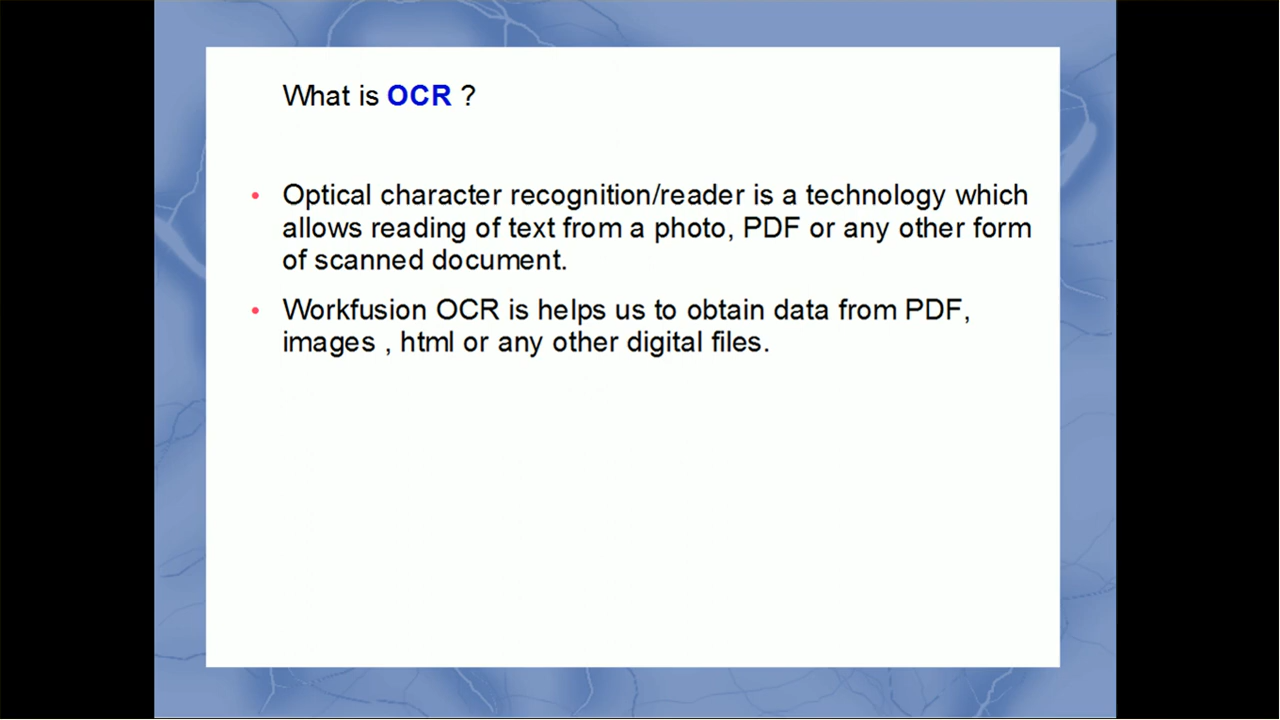 What is OCR ?
• Optical character recognition/reader is a technology which
allows reading of text from a photo, PDF or any other form
of scanned document.
• Workfusion OCR is helps us to obtain data from PDF,
images , html or any other digital files.